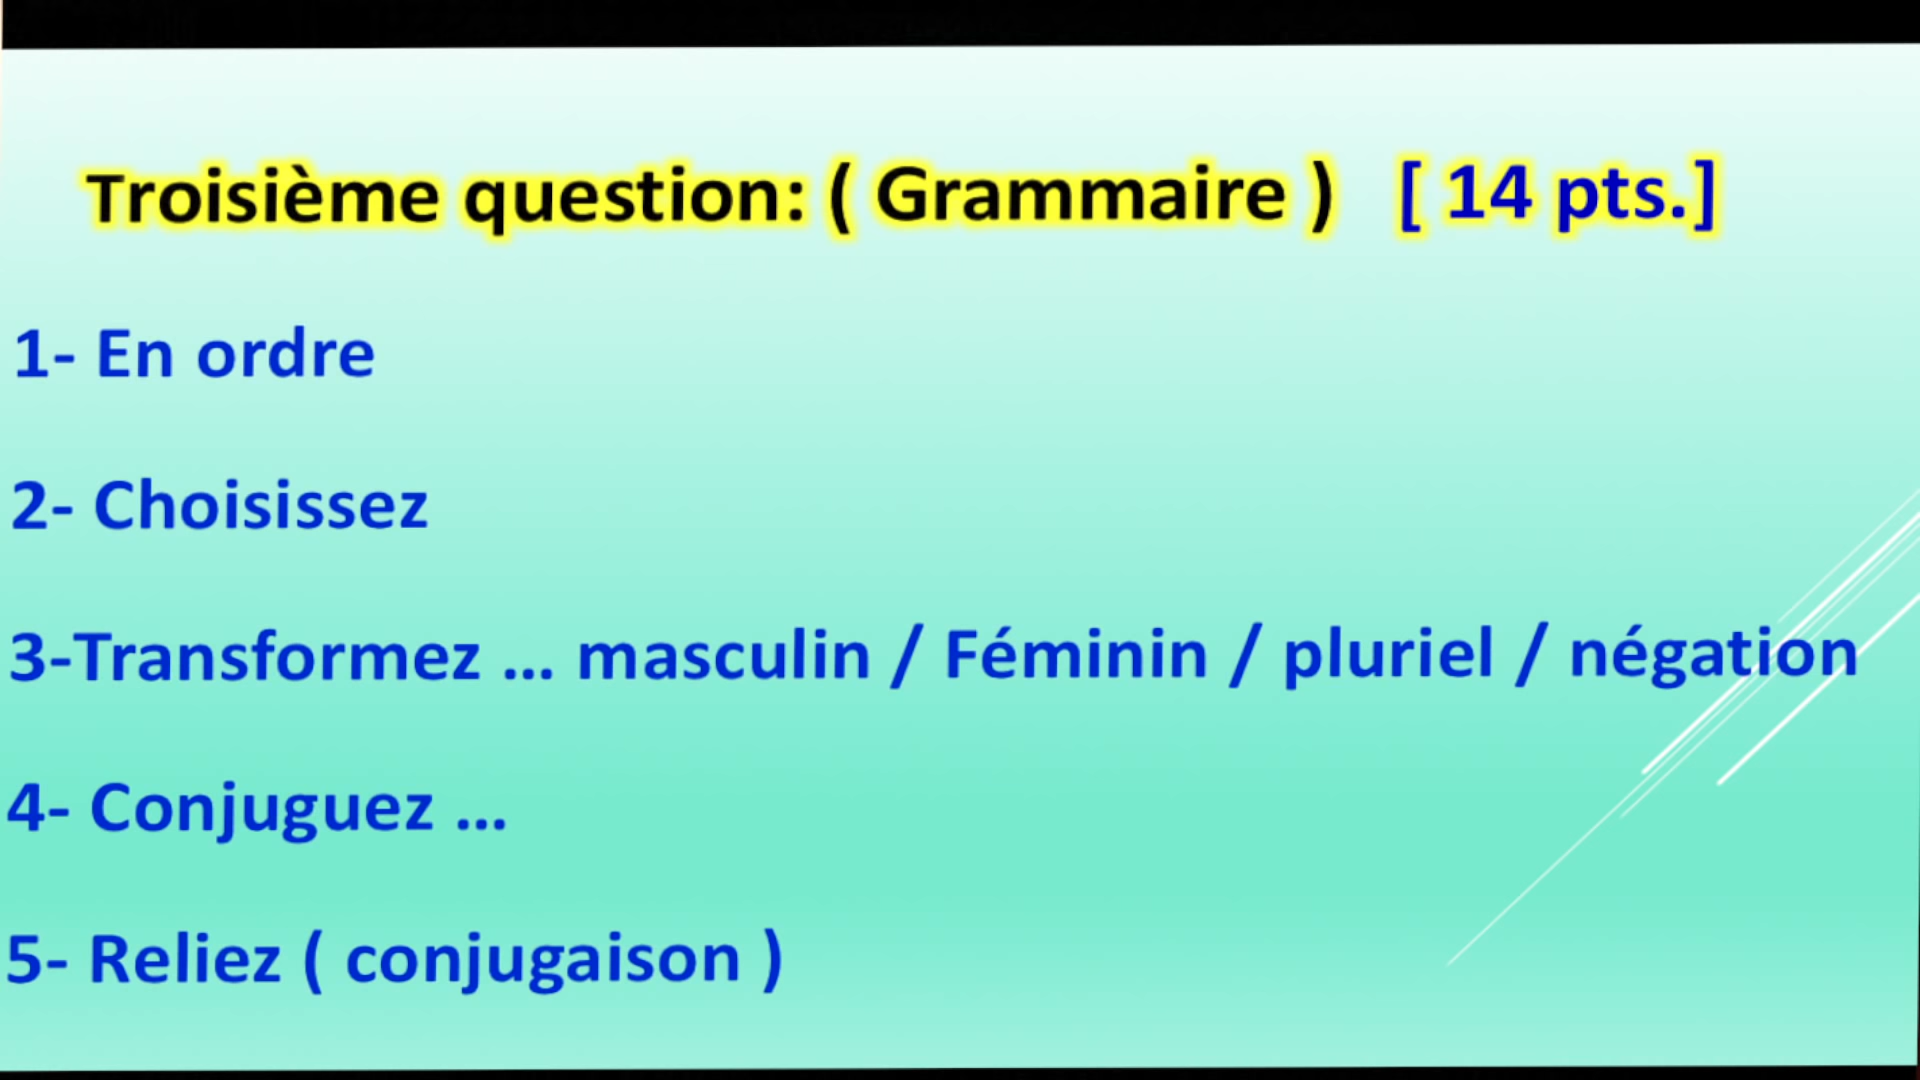 Troisième question: ( Grammaire ) [ 14 pts.]
1- En ordre
2- Choisissez
3-Transformez ... masculin / Féminin / pluriel / négation
4- Conjuguez ...
5- Reliez ( conjugaison )